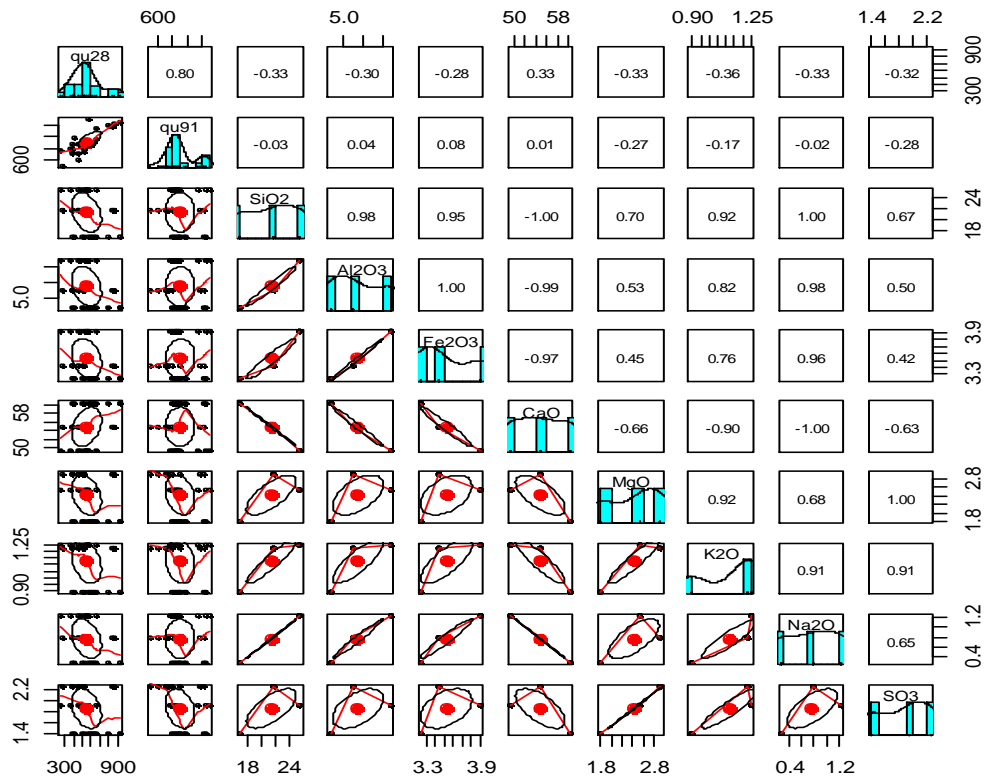 600 5.0 50 58 0.90 1.25 1.4 2.2
qu28 0.80 -0.33 -0.30 -0.28 0.33 -0.33 -0.36 -0.33 -0.32 300 900
600 qu91 -0.03 0.04 0.08 0.01 -0.27 -0.17 -0.02 -0.28
SiO2 0.98 0.95 -1.00 0.70 0.92 1.00 0.67 18 24
5.0 Al2O3 1.00 -0.99 0.53 0.82 0.98 0.50
Fe2O3 -0.97 0.45 0.76 0.96 0.42 3.3 3.9
50 58 CaO -0.66 -0.90 -1.00 -0.63
MgO 0.92 0.68 1.00 1.8 2.8
0.90 1.25 K2O 0.91 0.91
Na2O 0.65 0.4 1.2
1.4 2.2 SO3
300 900 18 24 3.3 3.9 1.8 2.8 0.4 1.2